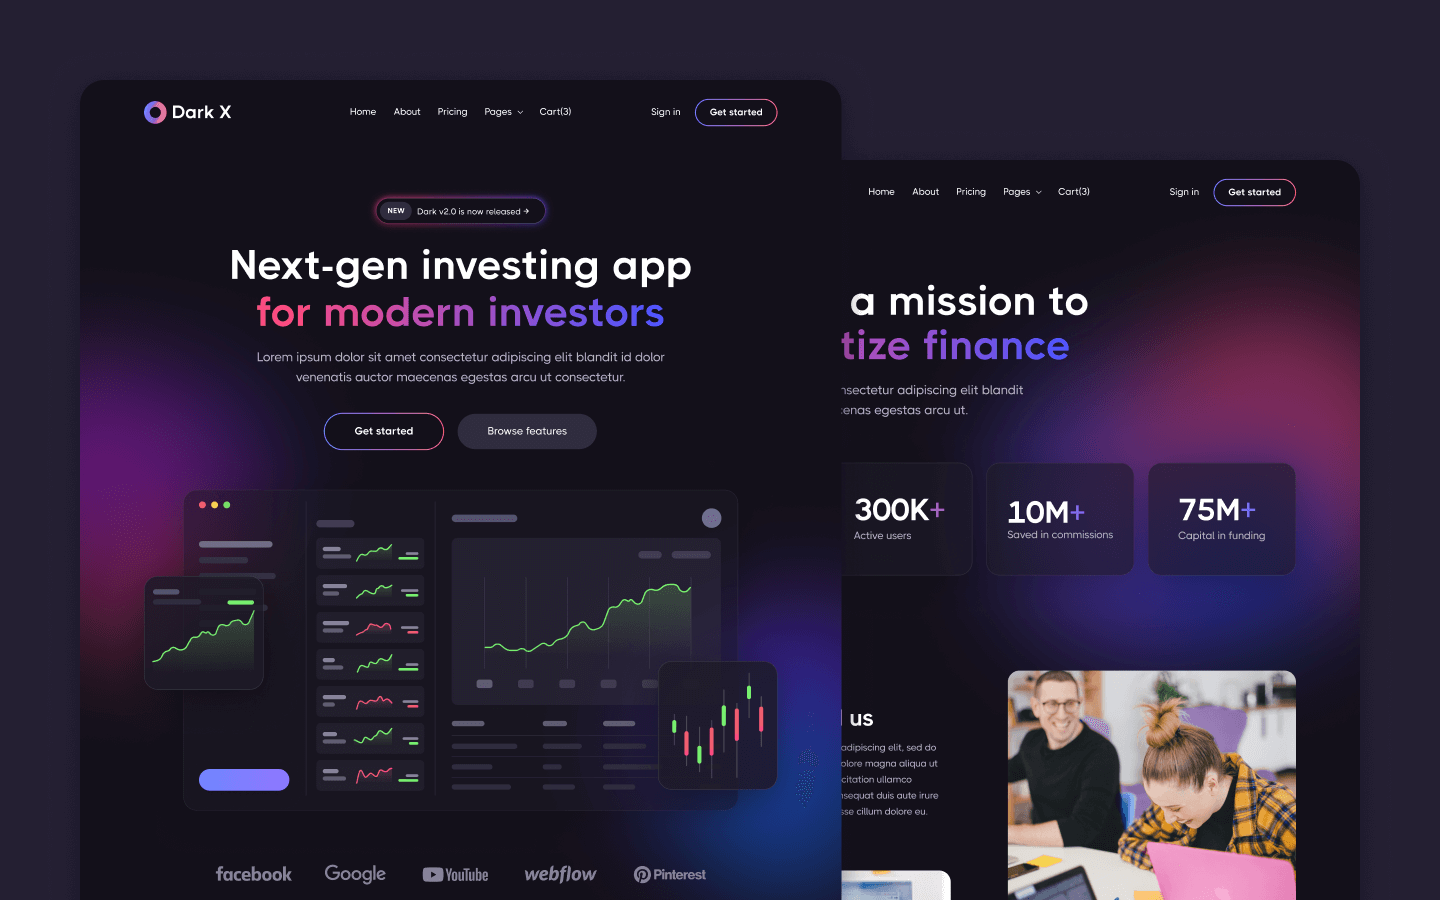 Dark X
Home About Pricing Pages Cart(3)
Sign in Get started
NEW Dark v2.0 is now released →
Next-gen investing app
for modern investors
Lorem ipsum dolor sit amet consectetur adipiscing elit blandit id dolor
venenatis auctor maecenas egestas arcu ut consectetur.
Get started Browse features
facebook Google YouTube webflow Pinterest
Home About Pricing Pages Cart(3)
Sign in Get started
a mission to
tize finance
nsectetur adipiscing elit blandit
cenas egestas arcu ut.
300K+
Active users
10M+
Saved in commissions
75M+
Capital in funding
us
adipiscing elit, sed do
olore magna aliqua ut
citation ullamco
nsequat duis aute irure
sse cillum dolore eu.